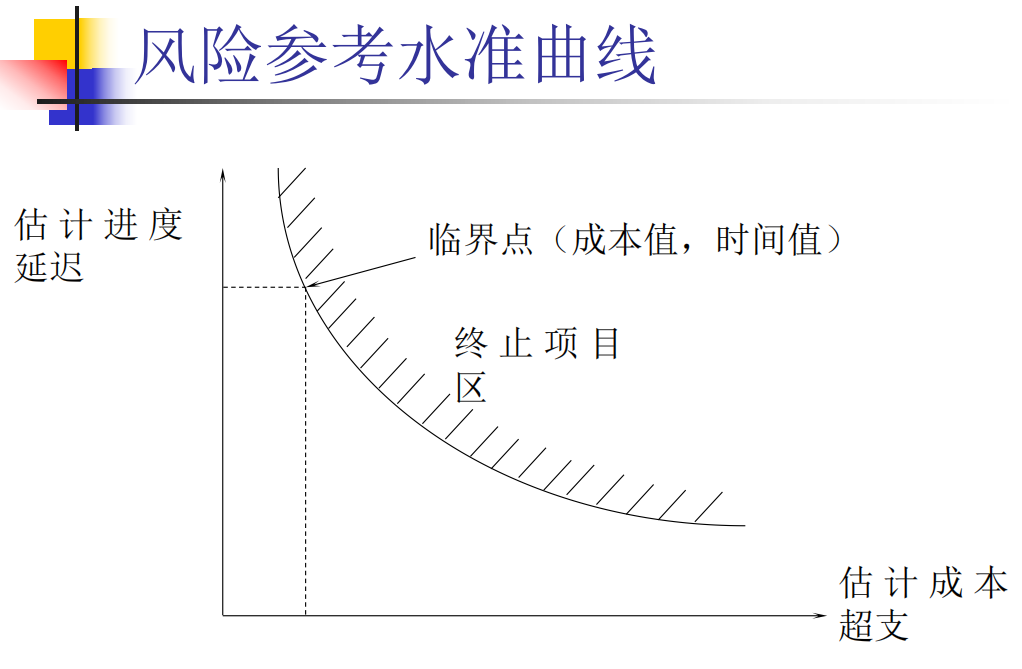 风险参考水准曲线
估计进度
延迟
临界点（成本值，时间值）
终止项目
区
估计成本
超支